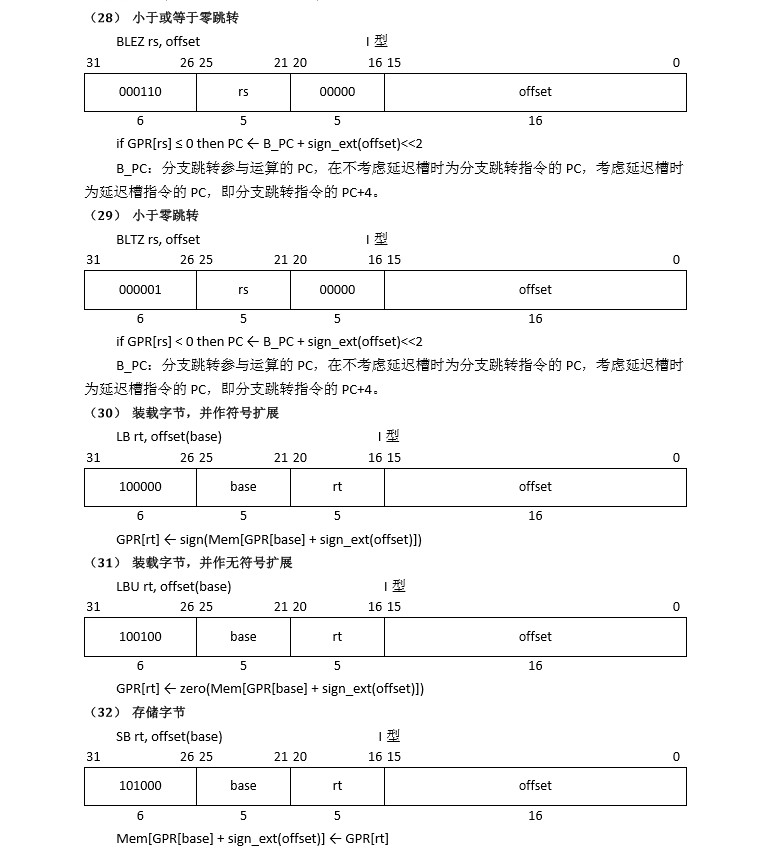 （28） 小于或等于零跳转
BLEZ rs, offset I 型
31 26 25 21 20 16 15 0
000110 rs 00000 offset
6 5 5 16
if GPR[rs] ≤ 0 then PC ← B_PC + sign_ext(offset)<<2
B_PC：分支跳转参与运算的 PC，在不考虑延迟槽时为分支跳转指令的 PC，考虑延迟槽时
为延迟槽指令的 PC，即分支跳转指令的 PC+4。
（29） 小于零跳转
BLTZ rs, offset I 型
31 26 25 21 20 16 15 0
000001 rs 00000 offset
6 5 5 16
if GPR[rs] < 0 then PC ← B_PC + sign_ext(offset)<<2
B_PC：分支跳转参与运算的 PC，在不考虑延迟槽时为分支跳转指令的 PC，考虑延迟槽时
为延迟槽指令的 PC，即分支跳转指令的 PC+4。
（30） 装载字节，并作符号扩展
LB rt, offset(base) I 型
31 26 25 21 20 16 15 0
100000 base rt offset
6 5 5 16
GPR[rt] ← sign(Mem[GPR[base] + sign_ext(offset)])
（31） 装载字节，并作无符号扩展
LBU rt, offset(base) I 型
31 26 25 21 20 16 15 0
100100 base rt offset
6 5 5 16
GPR[rt] ← zero(Mem[GPR[base] + sign_ext(offset)])
（32） 存储字节
SB rt, offset(base) I 型
31 26 25 21 20 16 15 0
101000 base rt offset
6 5 5 16
Mem[GPR[base] + sign_ext(offset)] ← GPR[rt]